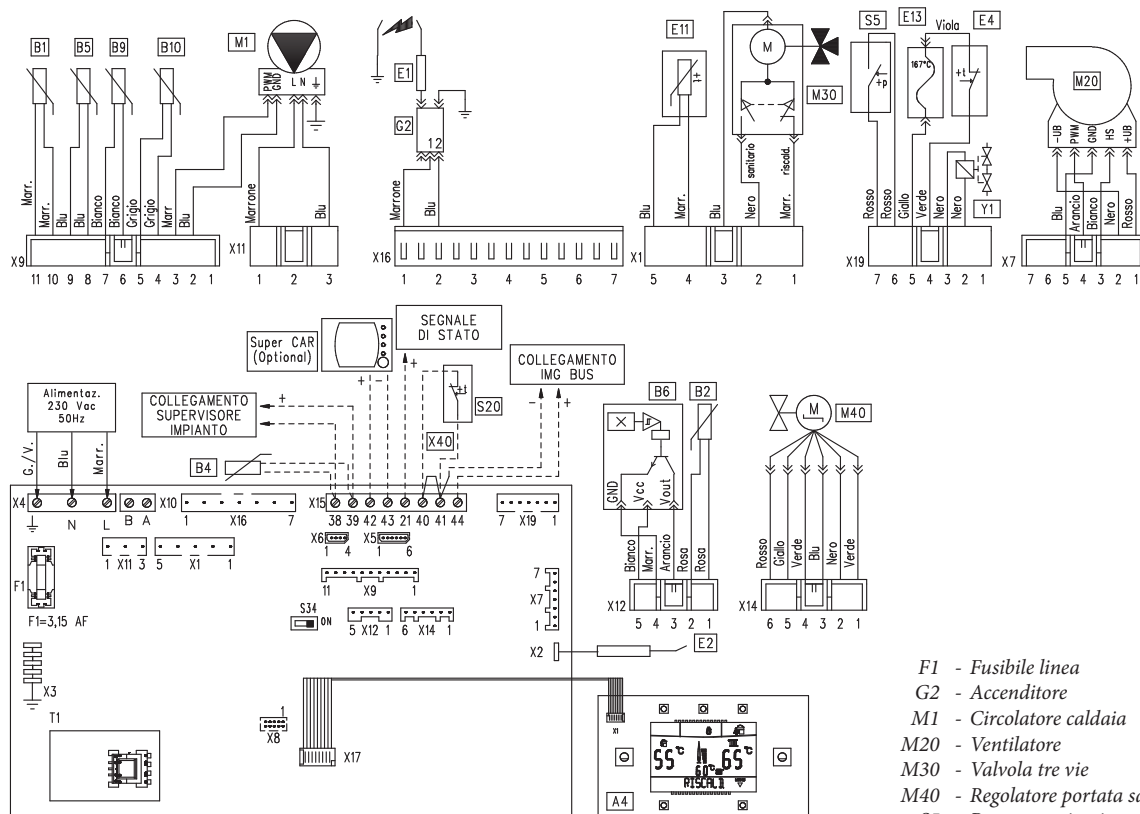 B1 B5 B9 B10 M1
PWM GND L N
Marr. Marr. Blu Blu Bianco Bianco Grigio Grigio Marr Blu
X9
11 10 9 8 7 6 5 4 3 2 1
Marrone Blu
X11
1 2 3
E1
G2
12
Marrone Blu
X16
1 2 3 4 5 6 7
E11
+t
M
M30
sanitario riscald.
Blu Marr. Blu Nero Marr.
X1
5 4 3 2 1
S5 E13 Viola E4
+p 167°C +t
Y1
Rosso Rosso Giallo Verde Nero Nero
X19
7 6 5 4 3 2 1
M20
-UB PWM GND HS +UB
Blu Arancio Bianco Nero Rosso
X7
7 6 5 4 3 2 1
Super CAR
(Optional)
SEGNALE
DI STATO
COLLEGAMENTO
IMG BUS
Alimentaz.
230 Vac
50Hz
COLLEGAMENTO
SUPERVISORE
IMPIANTO
+ + - + - +
+t
S20
X40
G./V. Blu Marr.
B4
X4 N L B A
X10
1 X16 7
X15
38 39 42 43 21 40 41 44
7 X19 1
X6
1 4
X5
1 6
1 X11 3 5 X1 1
F1
F1=3,15 AF
11 X9 1
S34
ON
5 X12 1 6 X14 1
7
X7
1
X2
E2
X3
T1
1
X8
X17
B6 B2
GND Vcc Vout
Bianco Marr. Arancio Rosa Rosa
X12
5 4 3 2 1
M
M40
Rosso Giallo Verde Blu Nero Verde
X14
6 5 4 3 2 1
X1
55°C 60°C 65°C
RISCALD
A4
F1 - Fusibile linea
G2 - Accenditore
M1 - Circolatore caldaia
M20 - Ventilatore
M30 - Valvola tre vie
M40 - Regolatore portata